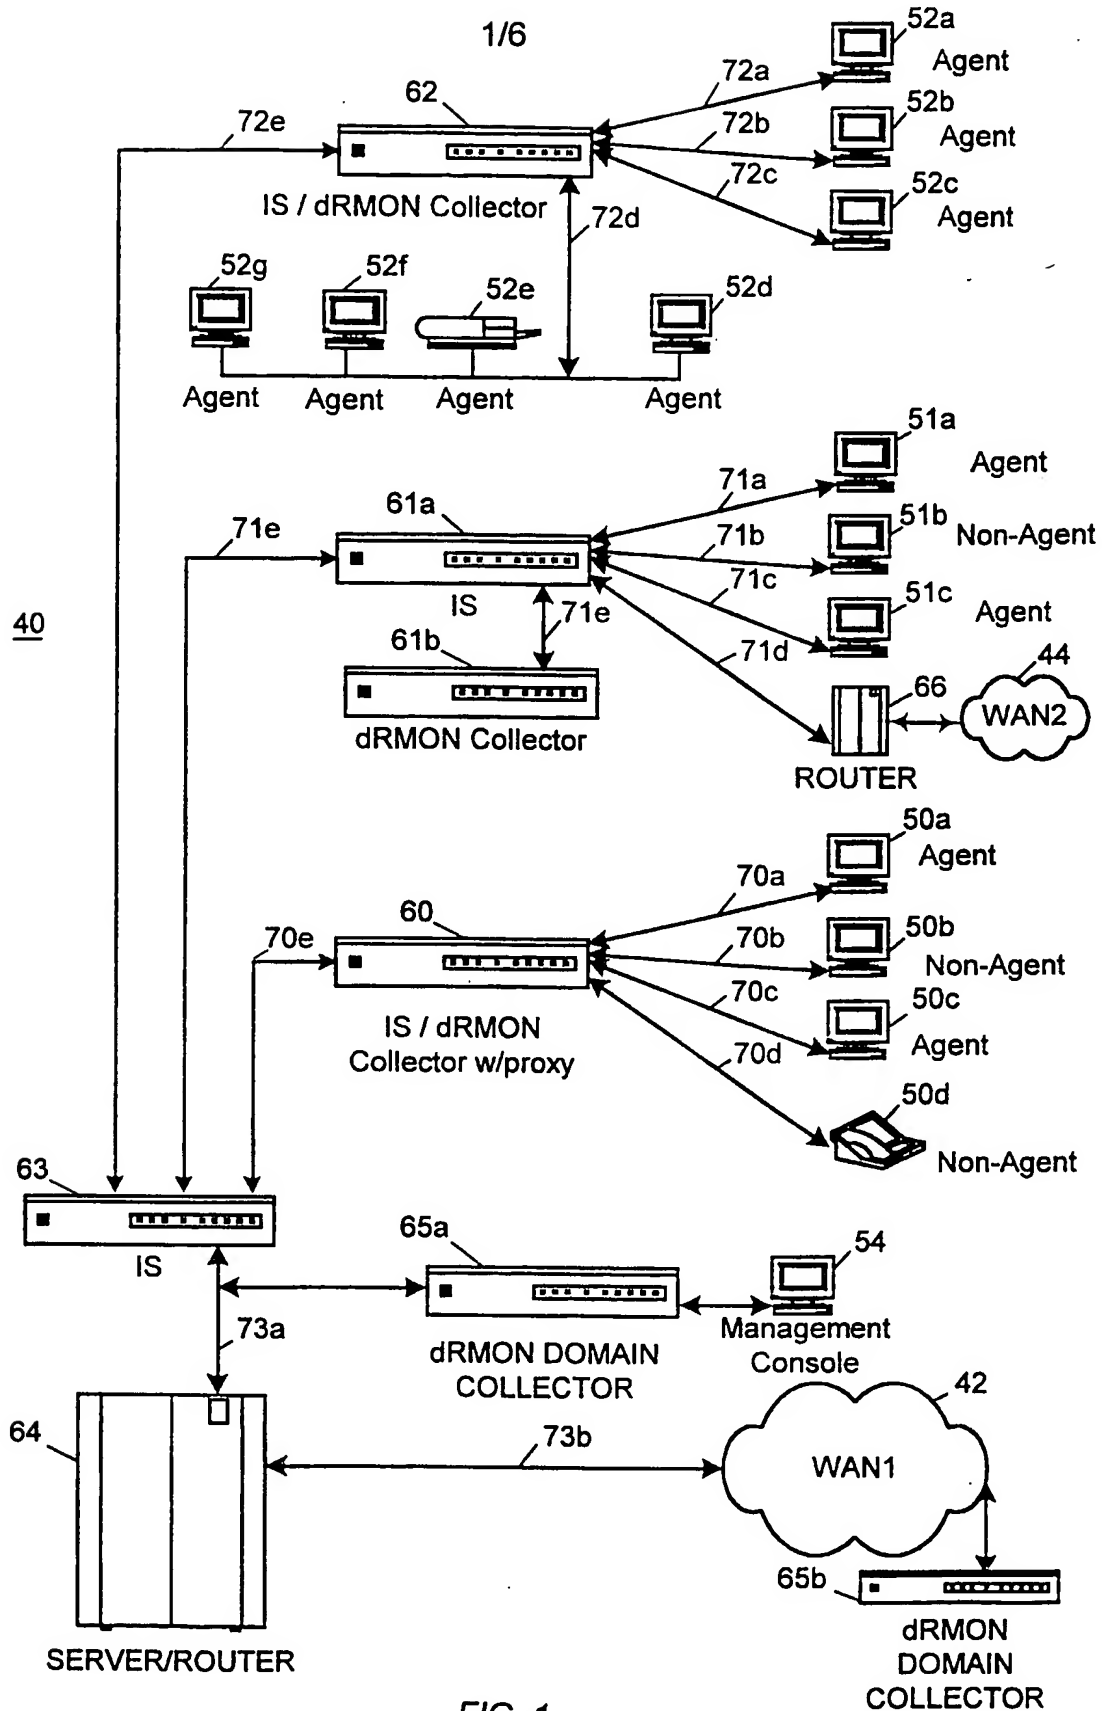 1/6
52a
Agent
62
72a
72e
52b
72b
Agent
72c
52c
IS / dRMON Collector
72d
Agent
52g
52f
52e
52d
Agent
Agent
Agent
Agent
51a
Agent
61a
71a
71e
51b
71b
Non-Agent
71c
51c
IS
71e
Agent
40
61b
71d
44
66
WAN2
dRMON Collector
ROUTER
50a
Agent
70a
60
70e
70b
50b
Non-Agent
70c
50c
IS / dRMON
Collector w/proxy
70d
Agent
50d
Non-Agent
63
IS
65a
54
73a
Management
Console
dRMON DOMAIN
COLLECTOR
42
64
73b
WAN1
65b
SERVER/ROUTER
dRMON
DOMAIN
COLLECTOR
FIG. 1